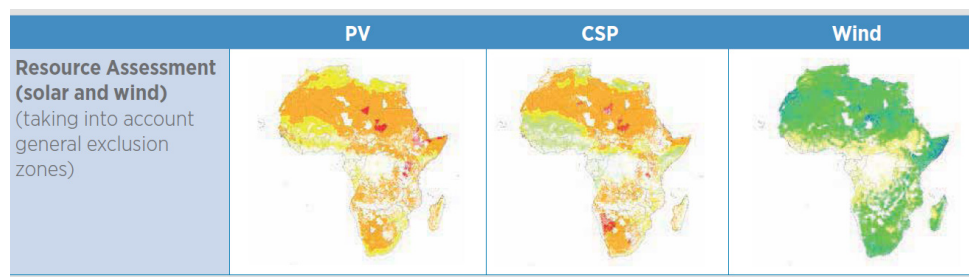 PV
CSP
Wind
Resource Assessment
(solar and wind)
(taking into account
general exclusion
zones)